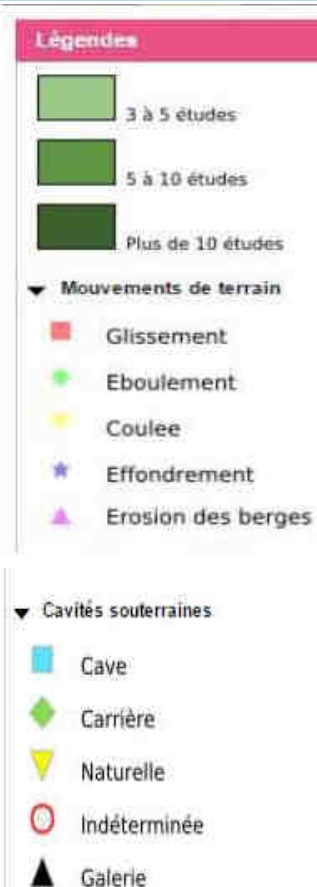 Légendes
3 à 5 études
5 à 10 études
Plus de 10 études
Mouvements de terrain
Glissement
Eboulement
Coulee
Effondrement
Erosion des berges
Cavités souterraines
Cave
Carrière
Naturelle
Indéterminée
Galerie